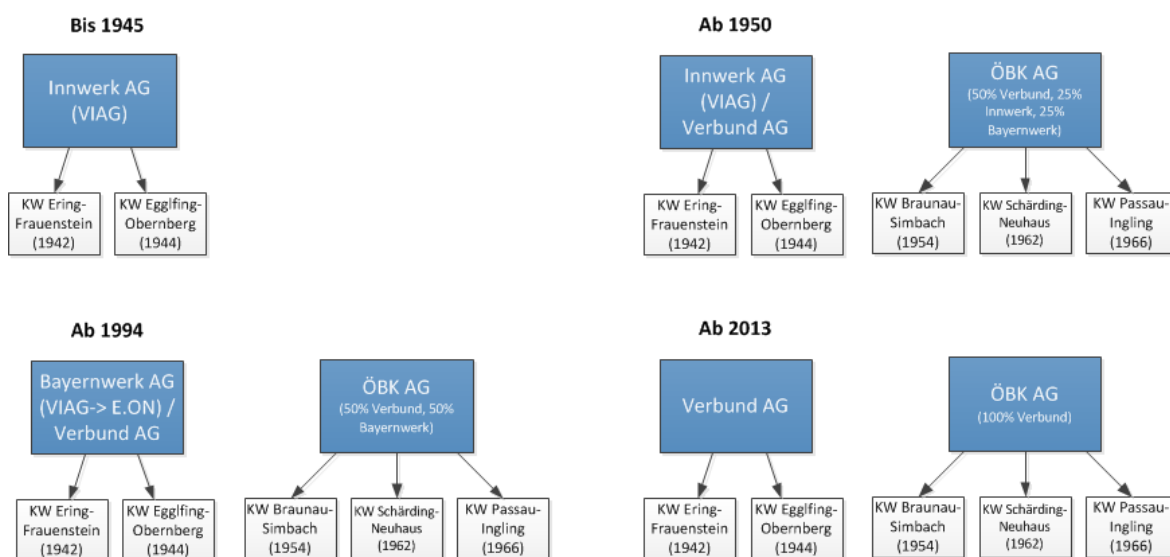 Bis 1945
Innwerk AG
(VIAG)
KW Ering-
Frauenstein
(1942)
KW Egglfing-
Obernberg
(1944)
Ab 1950
Innwerk AG
(VIAG) /
Verbund AG
KW Ering-
Frauenstein
(1942)
KW Egglfing-
Obernberg
(1944)
ÖBK AG
(50% Verbund, 25%
Innwerk, 25%
Bayernwerk)
KW Braunau-
Simbach
(1954)
KW Schärding-
Neuhaus
(1962)
KW Passau-
Ingling
(1966)
Ab 1994
Bayernwerk AG
(VIAG-> E.ON) /
Verbund AG
KW Ering-
Frauenstein
(1942)
KW Egglfing-
Obernberg
(1944)
ÖBK AG
(50% Verbund, 50%
Bayernwerk)
KW Braunau-
Simbach
(1954)
KW Schärding-
Neuhaus
(1962)
KW Passau-
Ingling
(1966)
Ab 2013
Verbund AG
KW Ering-
Frauenstein
(1942)
KW Egglfing-
Obernberg
(1944)
ÖBK AG
(100% Verbund)
KW Braunau-
Simbach
(1954)
KW Schärding-
Neuhaus
(1962)
KW Passau-
Ingling
(1966)